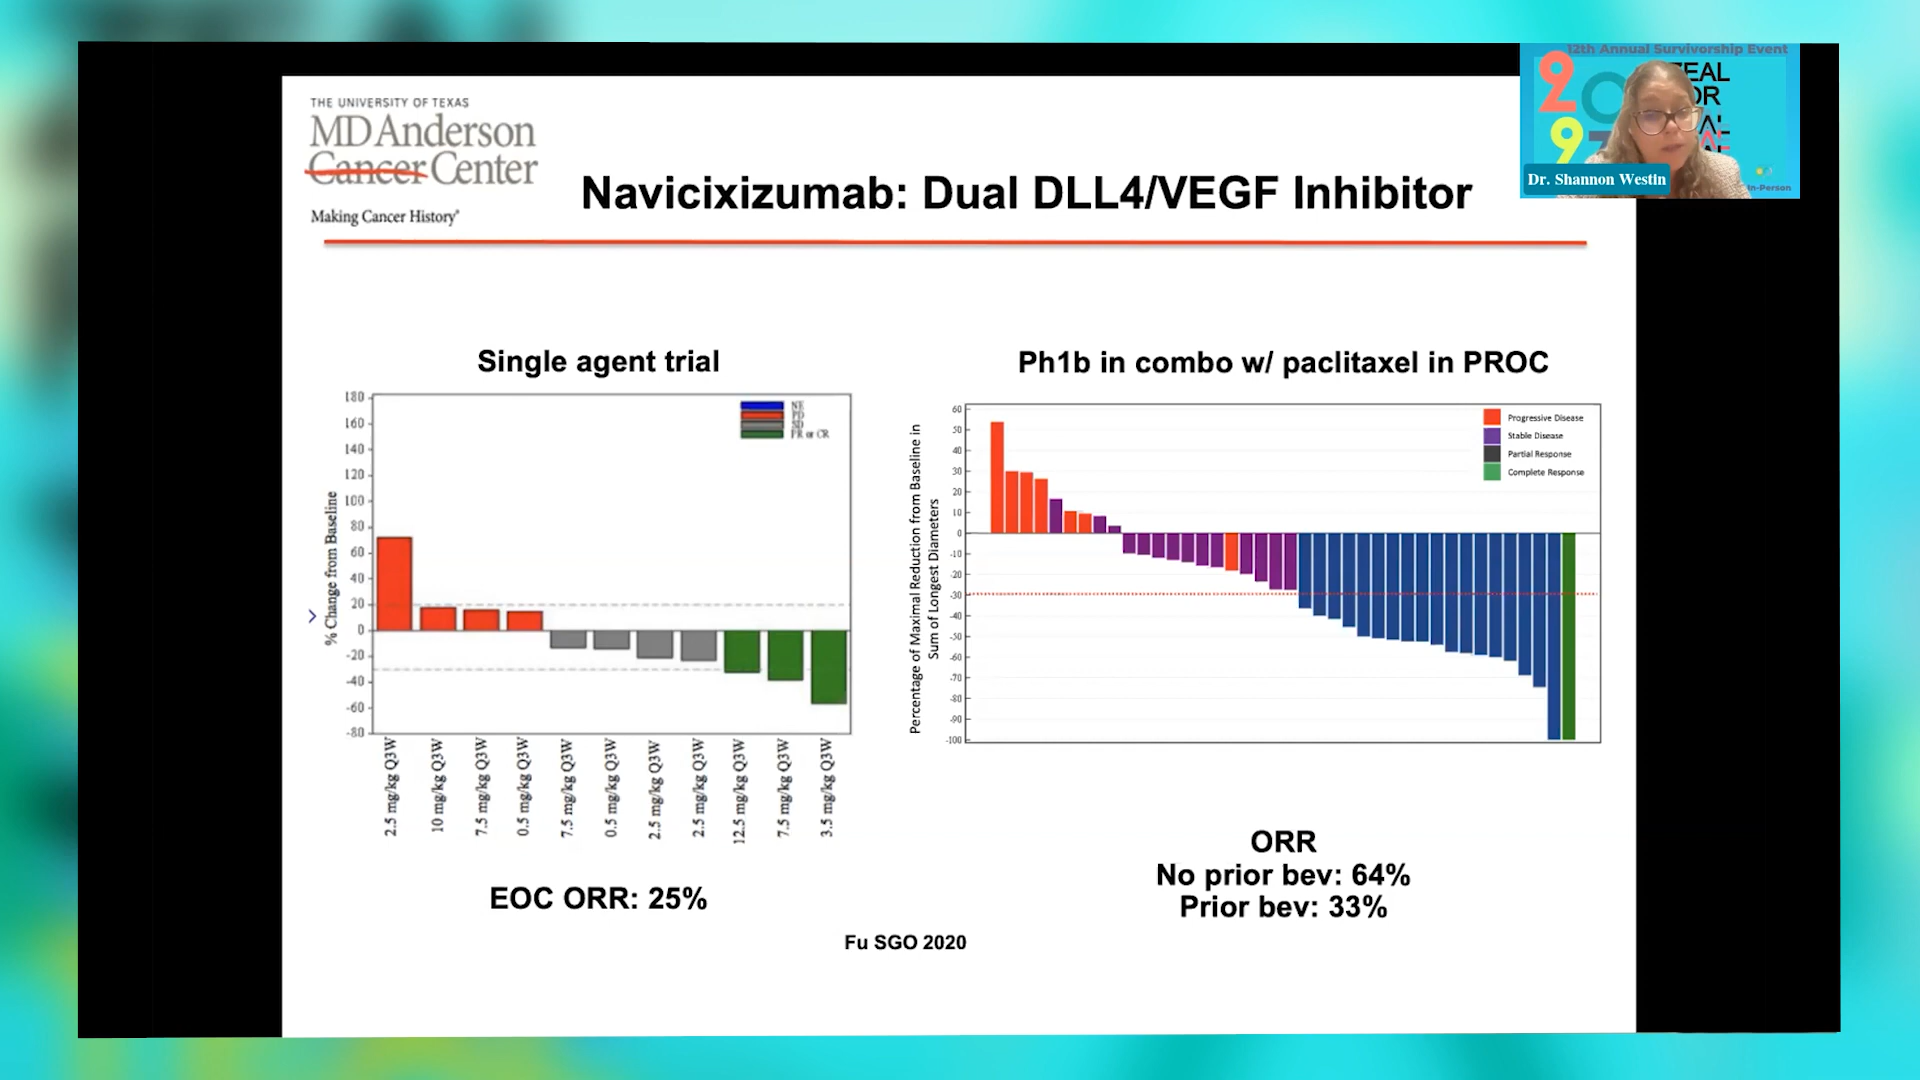 12th Annual Survivorship Event
In-Person
Dr. Shannon Westin
THE UNIVERSITY OF TEXAS
MD Anderson
Cancer Center
Making Cancer History®
Navicixizumab: Dual DLL4/VEGF Inhibitor
Single agent trial
% Change from Baseline
180
160
140
120
100
80
60
40
20
0
-20
-40
-60
-80
NE
PD
SD
PR or CR
2.5 mg/kg Q3W
10 mg/kg Q3W
7.5 mg/kg Q3W
0.5 mg/kg Q3W
7.5 mg/kg Q3W
0.5 mg/kg Q3W
2.5 mg/kg Q3W
2.5 mg/kg Q3W
12.5 mg/kg Q3W
7.5 mg/kg Q3W
3.5 mg/kg Q3W
EOC ORR: 25%
Ph1b in combo w/ paclitaxel in PROC
Percentage of Maximal Reduction from Baseline in
Sum of Longest Diameters
60
50
40
30
20
10
0
-10
-20
-30
-40
-50
-60
-70
-80
-90
-100
Progressive Disease
Stable Disease
Partial Response
Complete Response
ORR
No prior bev: 64%
Prior bev: 33%
Fu SGO 2020